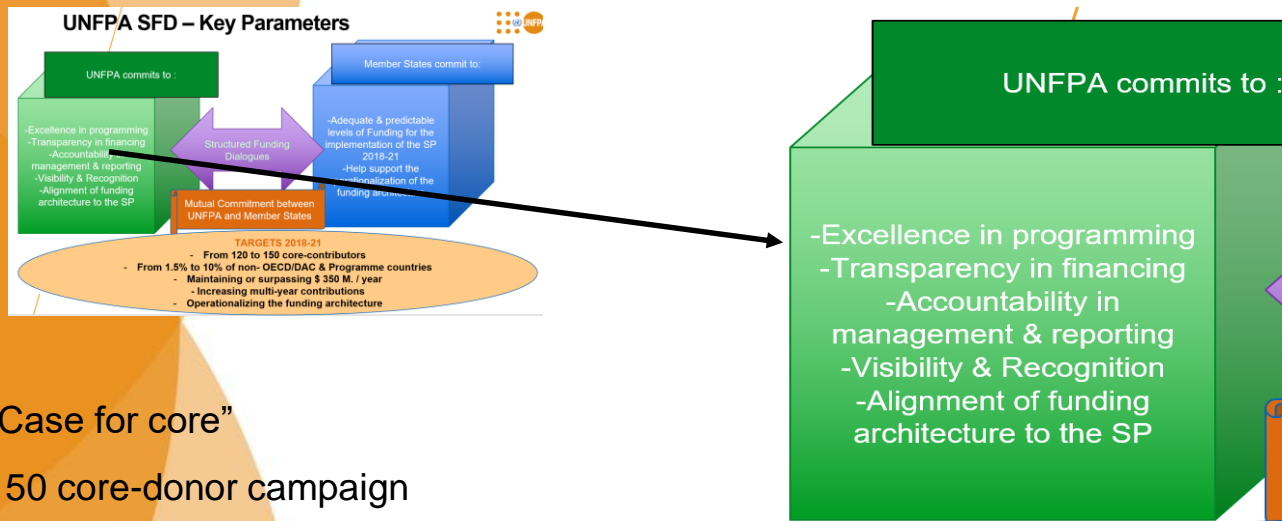 UNFPA SFD – Key Parameters
UNFPA
UNFPA commits to :
Member States commit to:
-Excellence in programming
-Transparency in financing
-Accountability in
management & reporting
-Visibility & Recognition
-Alignment of funding
architecture to the SP
Structured Funding
Dialogues
-Adequate & predictable
levels of Funding for the
implementation of the SP
2018-21
-Help support the
operationalization of the
funding architecture
Mutual Commitment between
UNFPA and Member States
TARGETS 2018-21
- From 120 to 150 core-contributors
- From 1.5% to 10% of non- OECD/DAC & Programme countries
- Maintaining or surpassing $ 350 M. / year
- Increasing multi-year contributions
- Operationalizing the funding architecture
Case for core”
50 core-donor campaign
UNFPA commits to :
-Excellence in programming
-Transparency in financing
-Accountability in
management & reporting
-Visibility & Recognition
-Alignment of funding
architecture to the SP